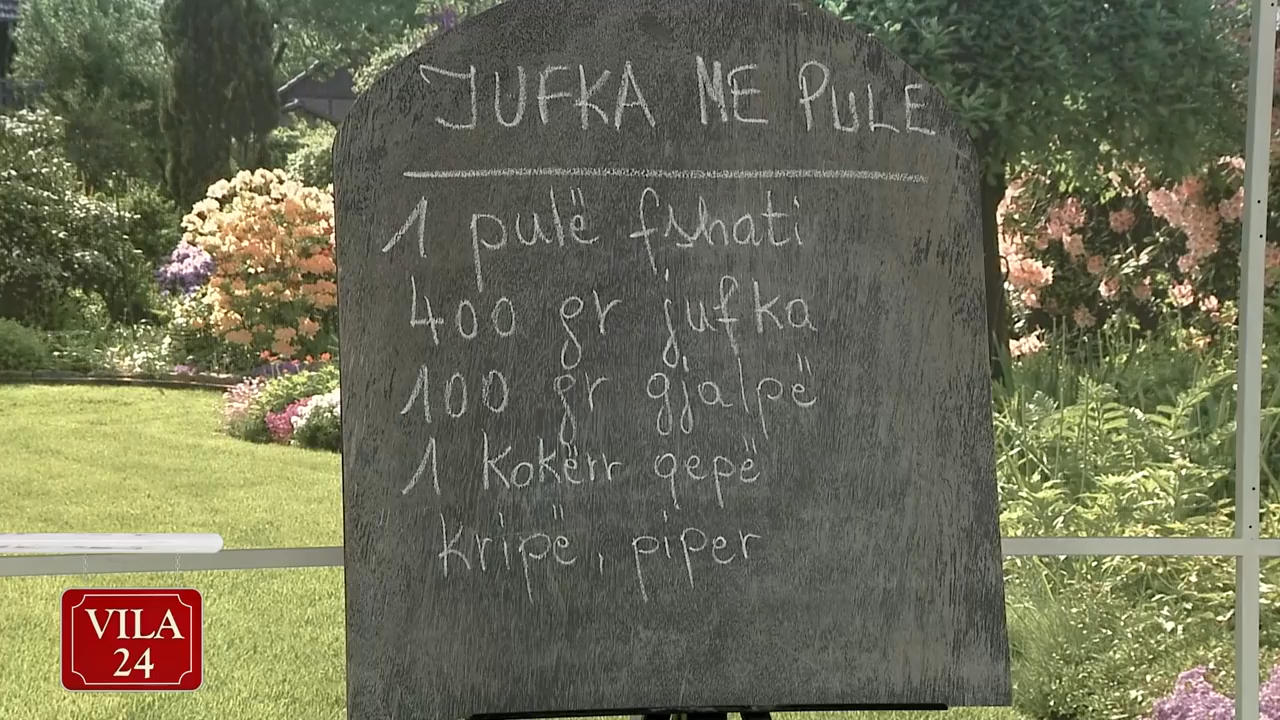 JUFKA ME PULE
1 pulë fshati
400 gr jufka
100 gr gjalpë
1 kokërr qepë
kripë, piper
VILA
24